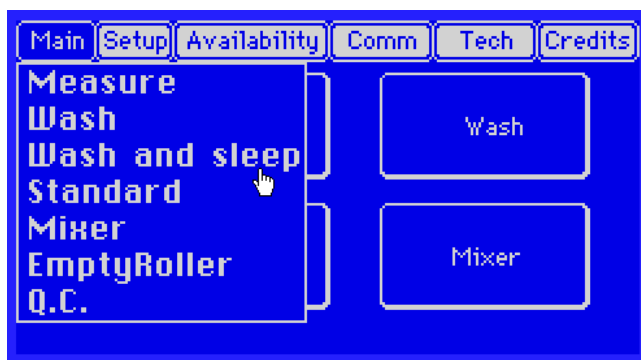 Main Setup Availability Comm Tech Credits
Measure
Wash
Wash and sleep
Standard
Mixer
EmptyRoller
Q.C.
Wash
Mixer